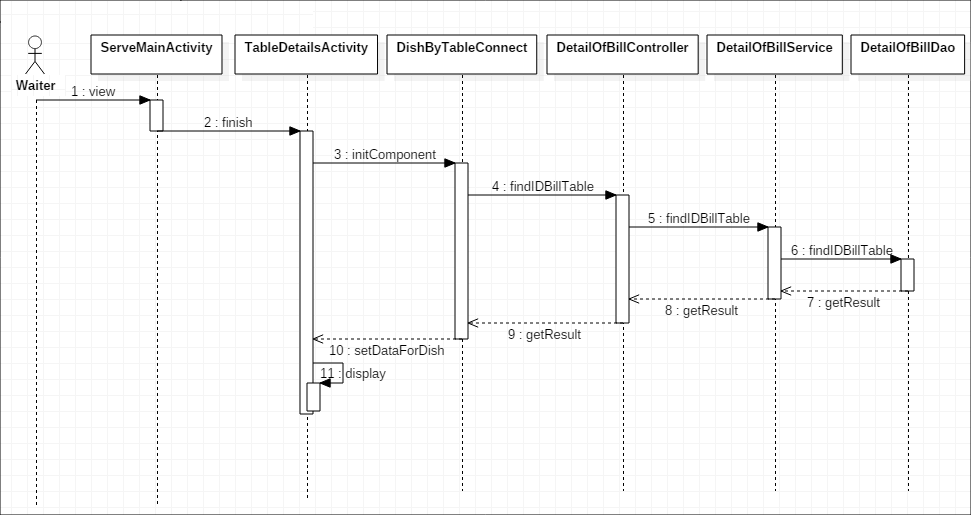 ServeMainActivity
TableDetailsActivity
DishByTableConnect
DetailOfBillController
DetailOfBillService
DetailOfBillDao
Waiter
1 : view
2 : finish
3 : initComponent
4 : findIDBillTable
5 : findIDBillTable
6 : findIDBillTable
7 : getResult
8 : getResult
9 : getResult
10 : setDataForDish
11 : display